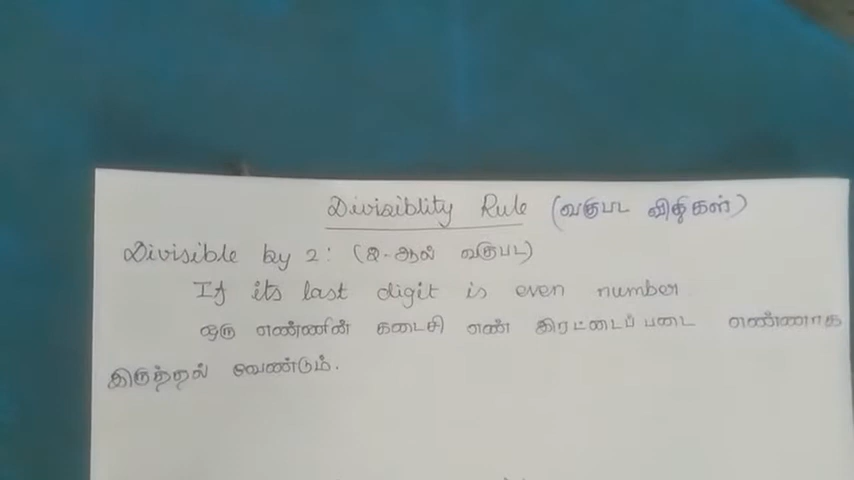 Divisiblity Rule (வகுபட விதிகள்)
Divisible by 2: (2-ஆல் வகுபட)
If its last digit is even number
ஒரு எண்ணின் கடைசி எண் இரட்டைப்படை எண்ணாக
இருத்தல் வேண்டும்.